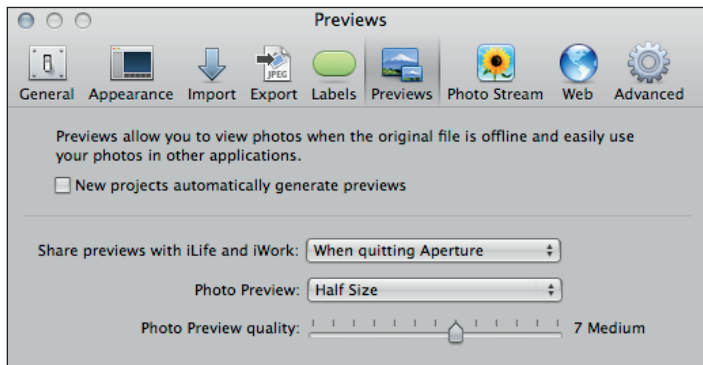 Previews
JPEG
General Appearance Import Export Labels Previews Photo Stream Web Advanced
Previews allow you to view photos when the original file is offline and easily use
your photos in other applications.
New projects automatically generate previews
Share previews with iLife and iWork: When quitting Aperture
Photo Preview: Half Size
Photo Preview quality: 7 Medium